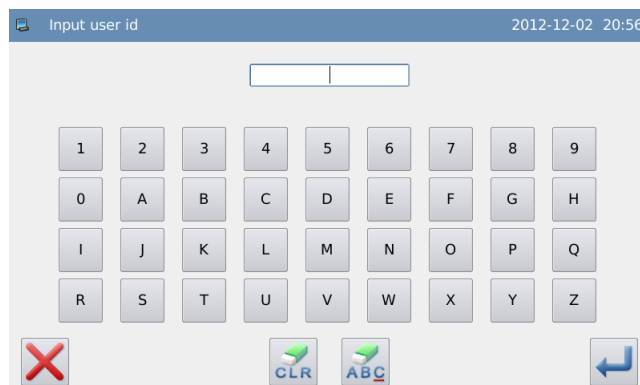 Input user id 2012-12-02 20:56
1 2 3 4 5 6 7 8 9
0 A B C D E F G H
I J K L M N O P Q
R S T U V W X Y Z
CLR ABC